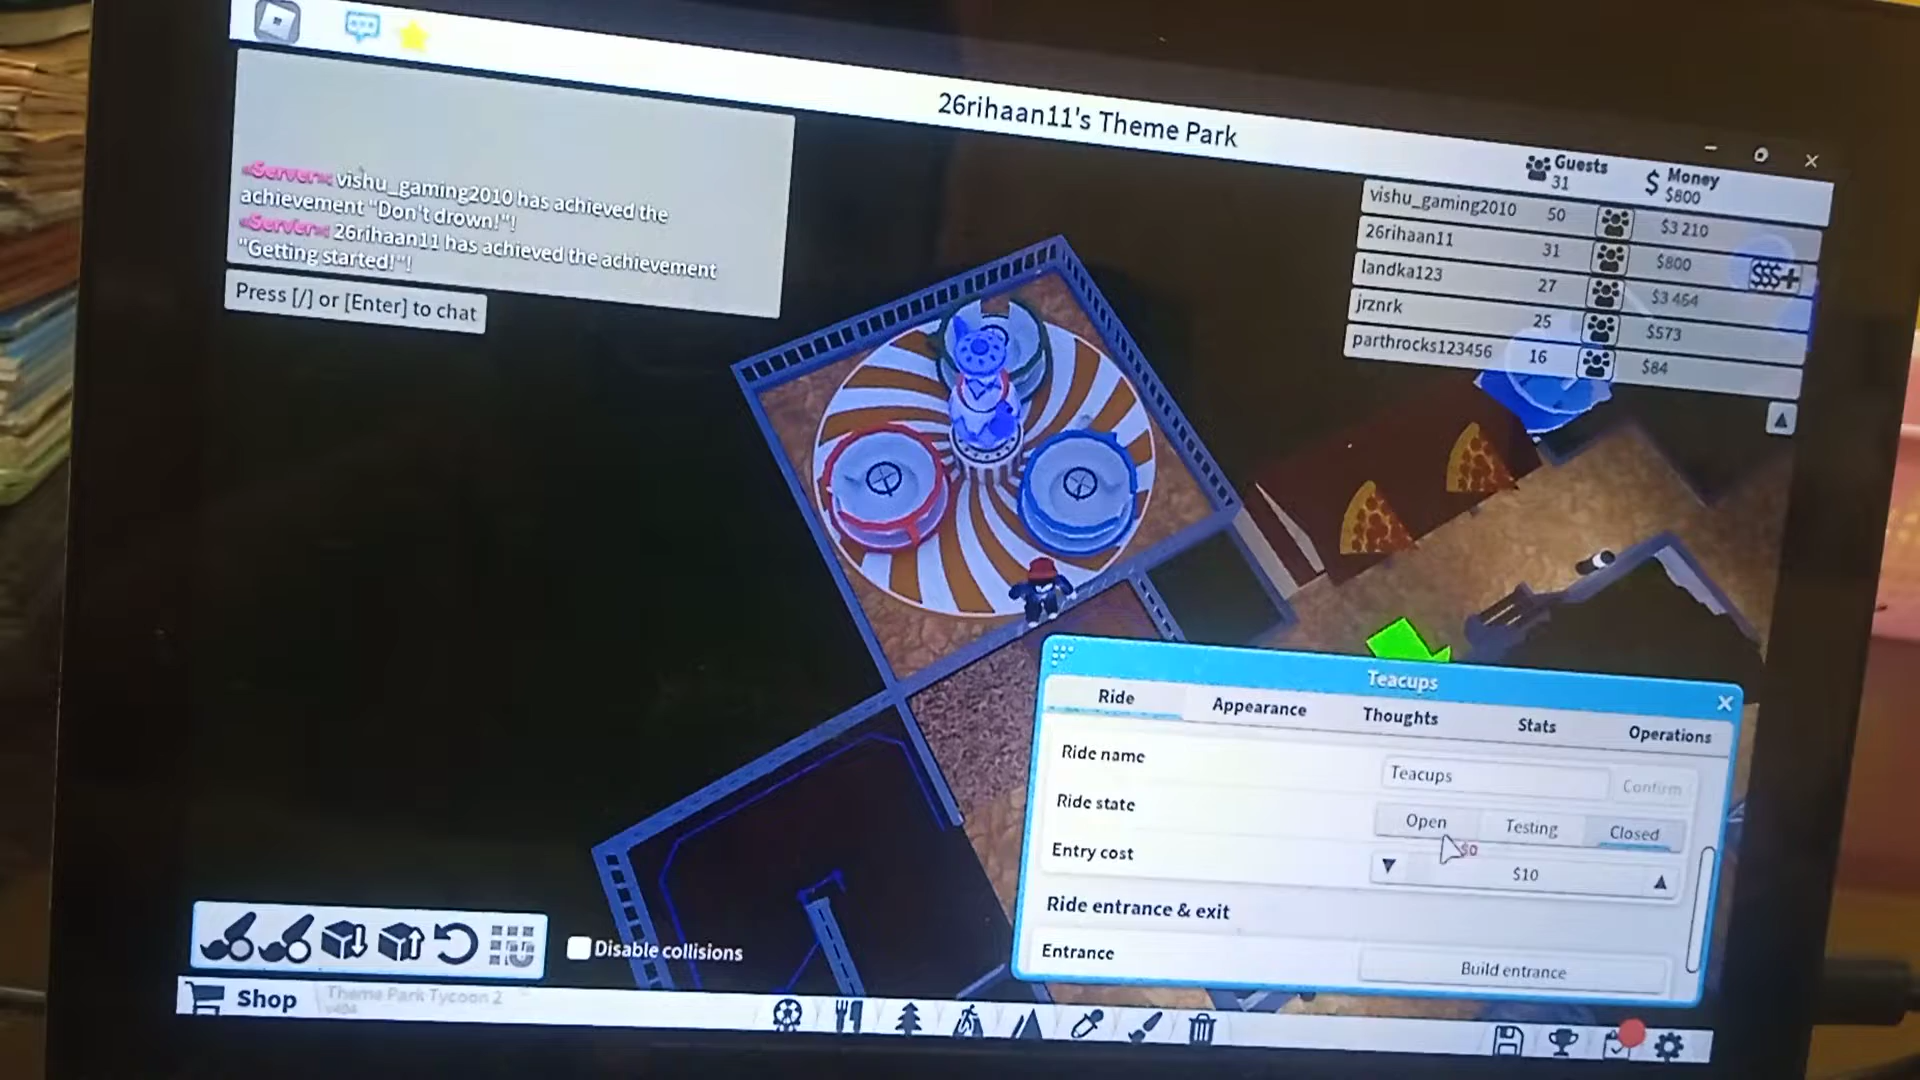 26rihaan11's Theme Park
«Server» vishu_gaming2010 has achieved the
achievement "Don't drown!"!
«Server» 26rihaan11 has achieved the achievement
"Getting started!"!
Press [/] or [Enter] to chat
Guests
31
$ Money
$800
vishu_gaming2010 50 $3 210
26rihaan11 31 $800
$$$+
landka123 27 $3 464
jrznrk 25 $573
parthrocks123456 16 $84
Teacups
Ride Appearance Thoughts Stats Operations
Ride name Teacups Confirm
Ride state Open Testing Closed
$0
Entry cost $10
Ride entrance & exit
Entrance Build entrance
Disable collisions
Shop
Theme Park Tycoon 2